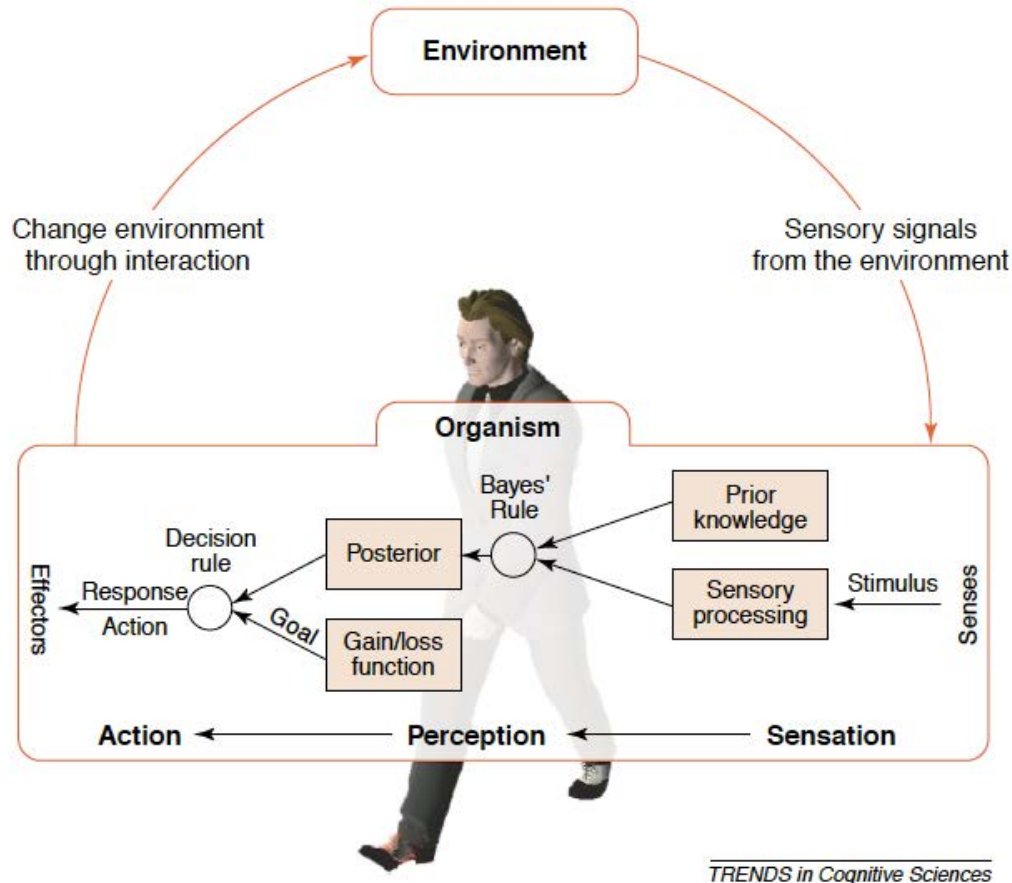 Environment
Change environment
through interaction
Sensory signals
from the environment
Organism
Bayes'
Rule
Prior
knowledge
Decision
rule
Posterior
Effectors
Response
Action
Goal
Gain/loss
function
Sensory
processing
Stimulus
Senses
Action
Perception
Sensation
TRENDS in Cognitive Sciences